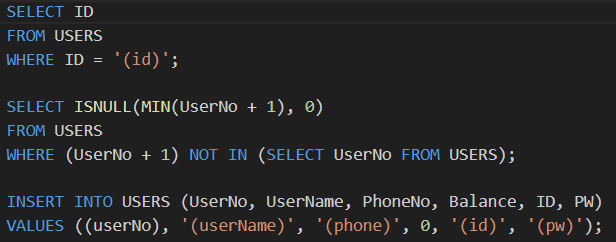 SELECT ID
FROM USERS
WHERE ID = '(id)';
SELECT ISNULL(MIN(UserNo + 1), 0)
FROM USERS
WHERE (UserNo + 1) NOT IN (SELECT UserNo FROM USERS);
INSERT INTO USERS (UserNo, UserName, PhoneNo, Balance, ID, PW)
VALUES ((userNo), '(userName)', '(phone)', 0, '(id)', '(pw)');